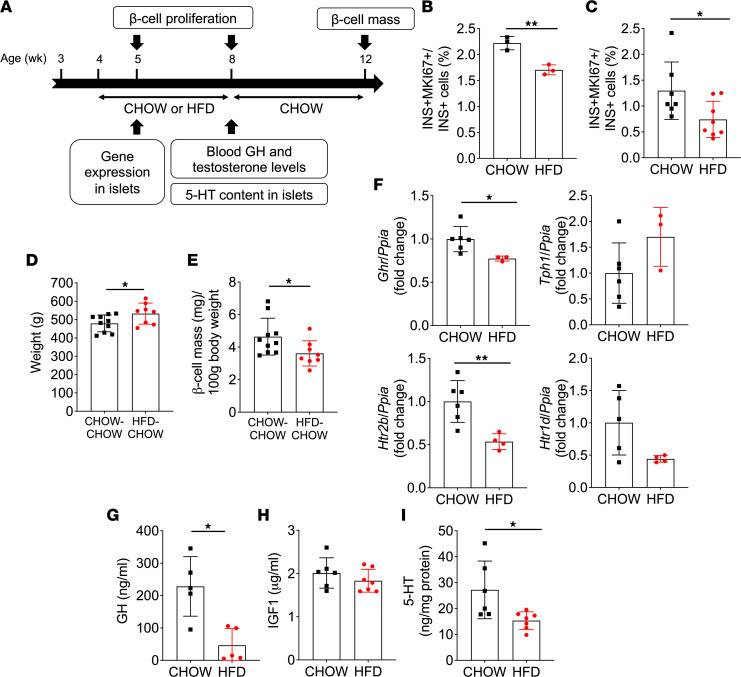 A
β-cell proliferation
β-cell mass
Age (wk)
3
4
5
8
12
CHOW or HFD
CHOW
Gene
expression
in islets
Blood GH and
testosterone levels
5-HT content in islets
B
INS+MKI67+/
INS+ cells (%)
2.5
2.0
1.5
1.0
0.5
0
**
CHOW
HFD
C
INS+MKI67+/
INS+ cells (%)
2.5
2.0
1.5
1.0
0.5
0
*
CHOW
HFD
D
Weight (g)
700
600
500
400
300
200
100
0
*
CHOW-
CHOW
HFD-
CHOW
E
β-cell mass (mg)/
100g body weight
8
6
4
2
0
*
CHOW-
CHOW
HFD-
CHOW
F
Ghr/Ppia
(fold change)
1.5
1.0
0.5
0
*
CHOW
HFD
Tph1/Ppia
(fold change)
2.5
2.0
1.5
1.0
0.5
0
CHOW
HFD
Htr2b/Ppia
(fold change)
1.5
1.0
0.5
0.0
**
CHOW
HFD
Htr1d/Ppia
(fold change)
2.0
1.5
1.0
0.5
0.0
CHOW
HFD
G
GH (ng/ml)
400
300
200
100
0
*
CHOW
HFD
H
IGF1 (μg/ml)
3
2
1
0
CHOW
HFD
I
5-HT
(ng/mg protein)
50
40
30
20
10
0
*
CHOW
HFD